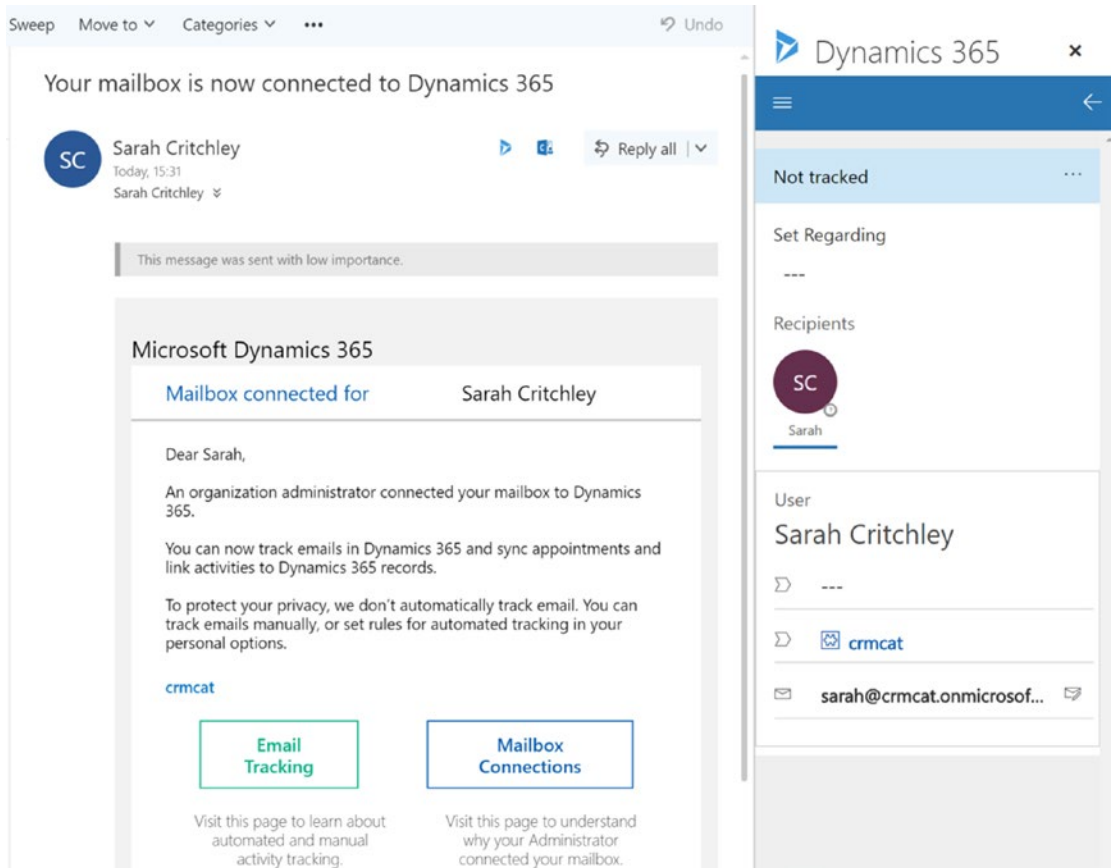 Sweep Move to Categories ••• Undo
Your mailbox is now connected to Dynamics 365
SC
Sarah Critchley
Today, 15:31
Sarah Critchley
Reply all
This message was sent with low importance.
Microsoft Dynamics 365
Mailbox connected for Sarah Critchley
Dear Sarah,
An organization administrator connected your mailbox to Dynamics
365.
You can now track emails in Dynamics 365 and sync appointments and
link activities to Dynamics 365 records.
To protect your privacy, we don't automatically track email. You can
track emails manually, or set rules for automated tracking in your
personal options.
crmcat
Email
Tracking
Visit this page to learn about
automated and manual
activity tracking.
Mailbox
Connections
Visit this page to understand
why your Administrator
connected your mailbox.
Dynamics 365
Not tracked ...
Set Regarding
---
Recipients
SC
Sarah
User
Sarah Critchley
---
crmcat
sarah@crmcat.onmicrosof...